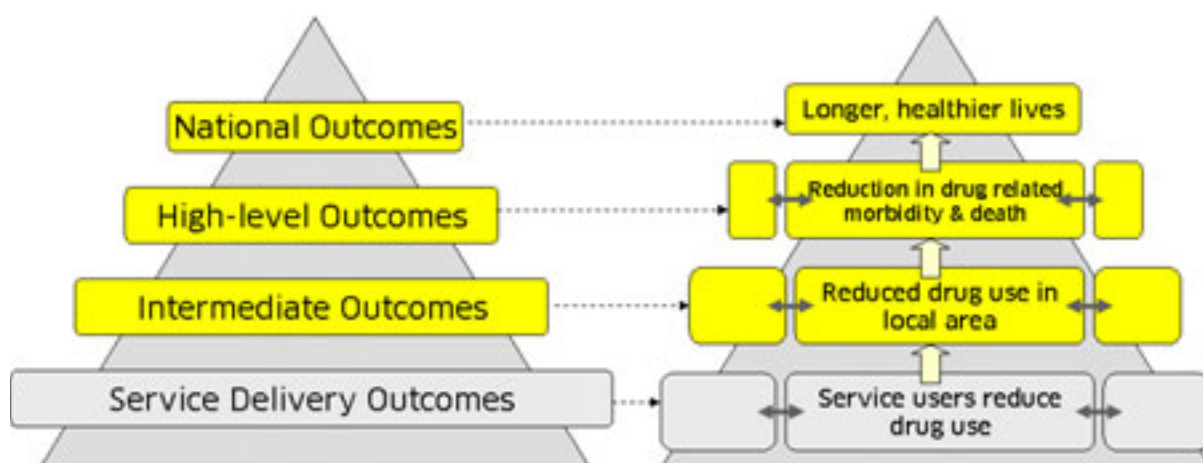 National Outcomes
Longer, healthier lives
High-level Outcomes
Reduction in drug related
morbidity & death
Intermediate Outcomes
Reduced drug use in
local area
Service Delivery Outcomes
Service users reduce
drug use